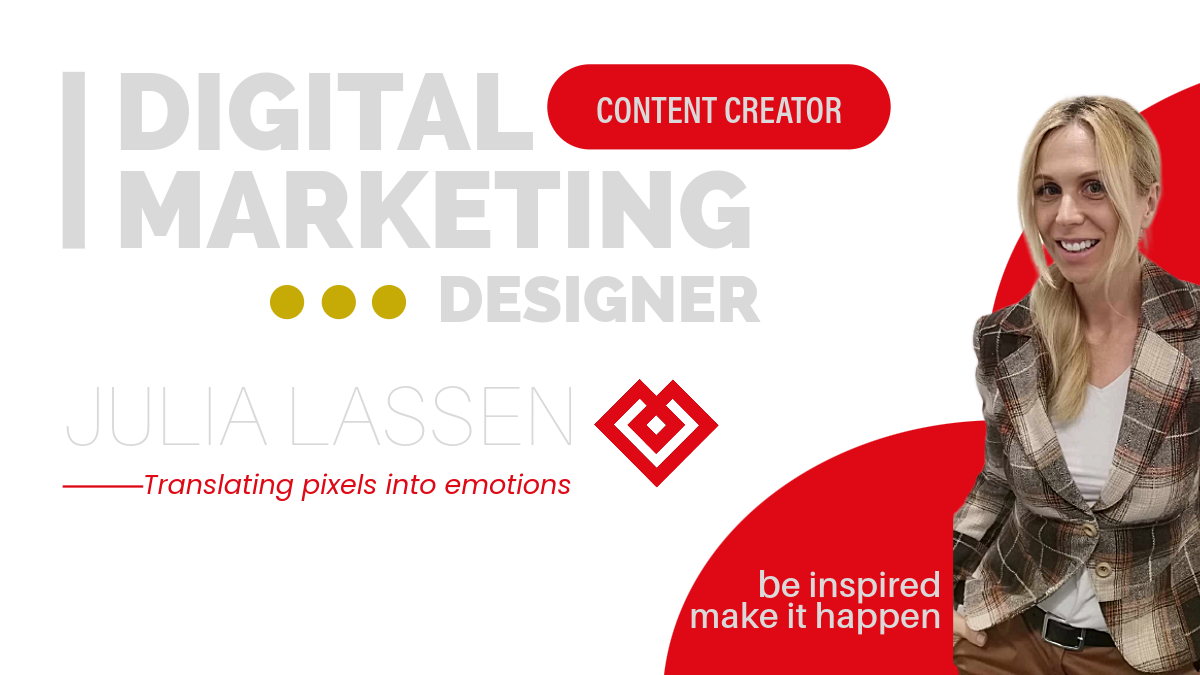 DIGITAL
CONTENT CREATOR
MARKETING
DESIGNER
JULIA LASSEN
Translating pixels into emotions
be inspired
make it happen